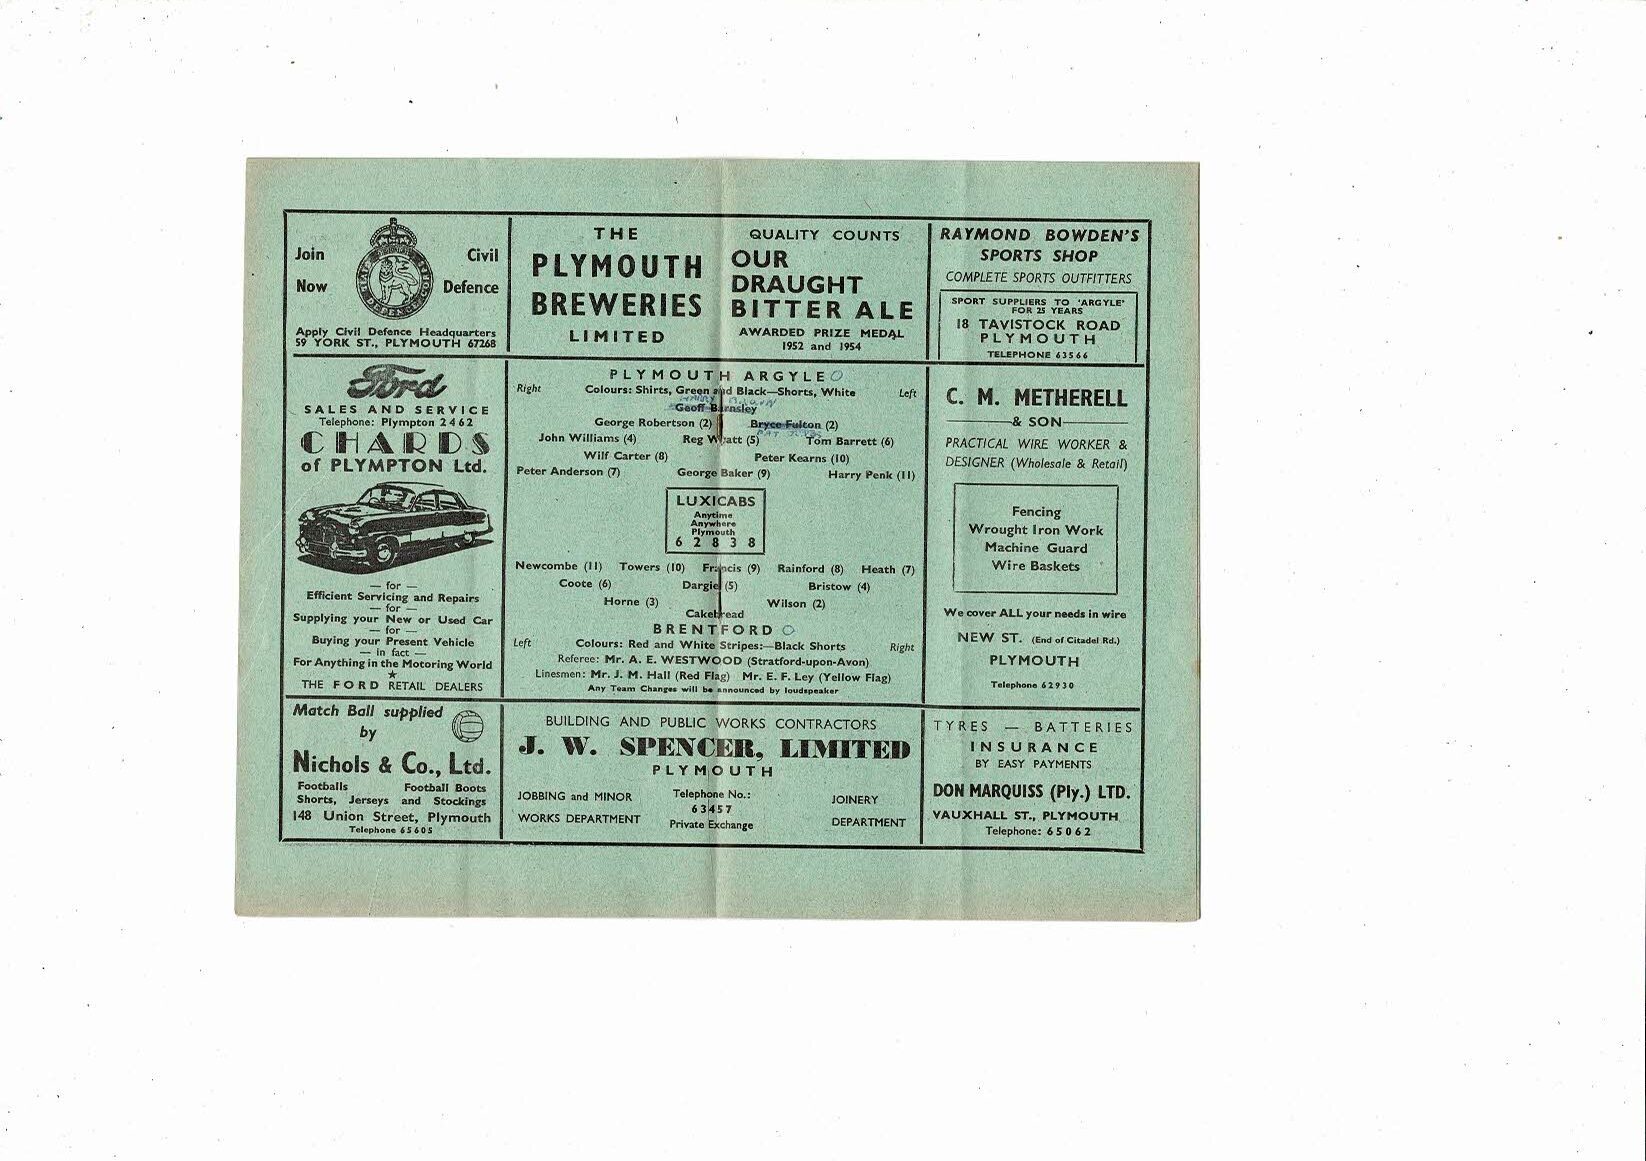 Join Civil
Now Defence
Apply Civil Defence Headquarters
59 YORK ST., PLYMOUTH 67268
THE
PLYMOUTH
BREWERIES
LIMITED
QUALITY COUNTS
OUR
DRAUGHT
BITTER ALE
AWARDED PRIZE MEDAL
1952 and 1954
RAYMOND BOWDEN'S
SPORTS SHOP
COMPLETE SPORTS OUTFITTERS
SPORT SUPPLIERS TO 'ARGYLE'
FOR 25 YEARS
18 TAVISTOCK ROAD
PLYMOUTH
TELEPHONE 63566
Ford
SALES AND SERVICE
Telephone: Plympton 2462
CHARDS
of PLYMPTON Ltd.
— for —
Efficient Servicing and Repairs
— for —
Supplying your New or Used Car
— for —
Buying your Present Vehicle
— in fact —
For Anything in the Motoring World
★
THE FORD RETAIL DEALERS
PLYMOUTH ARGYLE 0
Right Colours: Shirts, Green and Black—Shorts, White Left
Geoff Barnsley
George Robertson (2) Bryce Fulton (2)
PAT JONES
John Williams (4) Reg Wyatt (5) Tom Barrett (6)
Wilf Carter (8) Peter Kearns (10)
Peter Anderson (7) George Baker (9) Harry Penk (11)
LUXICABS
Anytime
Anywhere
Plymouth
6 2 8 3 8
Newcombe (11) Towers (10) Francis (9) Rainford (8) Heath (7)
Coote (6) Dargie (5) Bristow (4)
Horne (3) Wilson (2)
Cakebread
BRENTFORD 0
Left Colours: Red and White Stripes:—Black Shorts Right
Referee: Mr. A. E. WESTWOOD (Stratford-upon-Avon)
Linesmen: Mr. J. M. Hall (Red Flag) Mr. E. F. Ley (Yellow Flag)
Any Team Changes will be announced by loudspeaker
C. M. METHERELL
& SON
PRACTICAL WIRE WORKER &
DESIGNER (Wholesale & Retail)
Fencing
Wrought Iron Work
Machine Guard
Wire Baskets
We cover ALL your needs in wire
NEW ST. (End of Citadel Rd.)
PLYMOUTH
Telephone 62930
Match Ball supplied
by
Nichols & Co., Ltd.
Footballs Football Boots
Shorts, Jerseys and Stockings
148 Union Street, Plymouth
Telephone 65605
BUILDING AND PUBLIC WORKS CONTRACTORS
J. W. SPENCER, LIMITED
PLYMOUTH
JOBBING and MINOR
WORKS DEPARTMENT
Telephone No.:
63457
Private Exchange
JOINERY
DEPARTMENT
TYRES — BATTERIES
INSURANCE
BY EASY PAYMENTS
DON MARQUISS (Ply.) LTD.
VAUXHALL ST., PLYMOUTH
Telephone: 65062